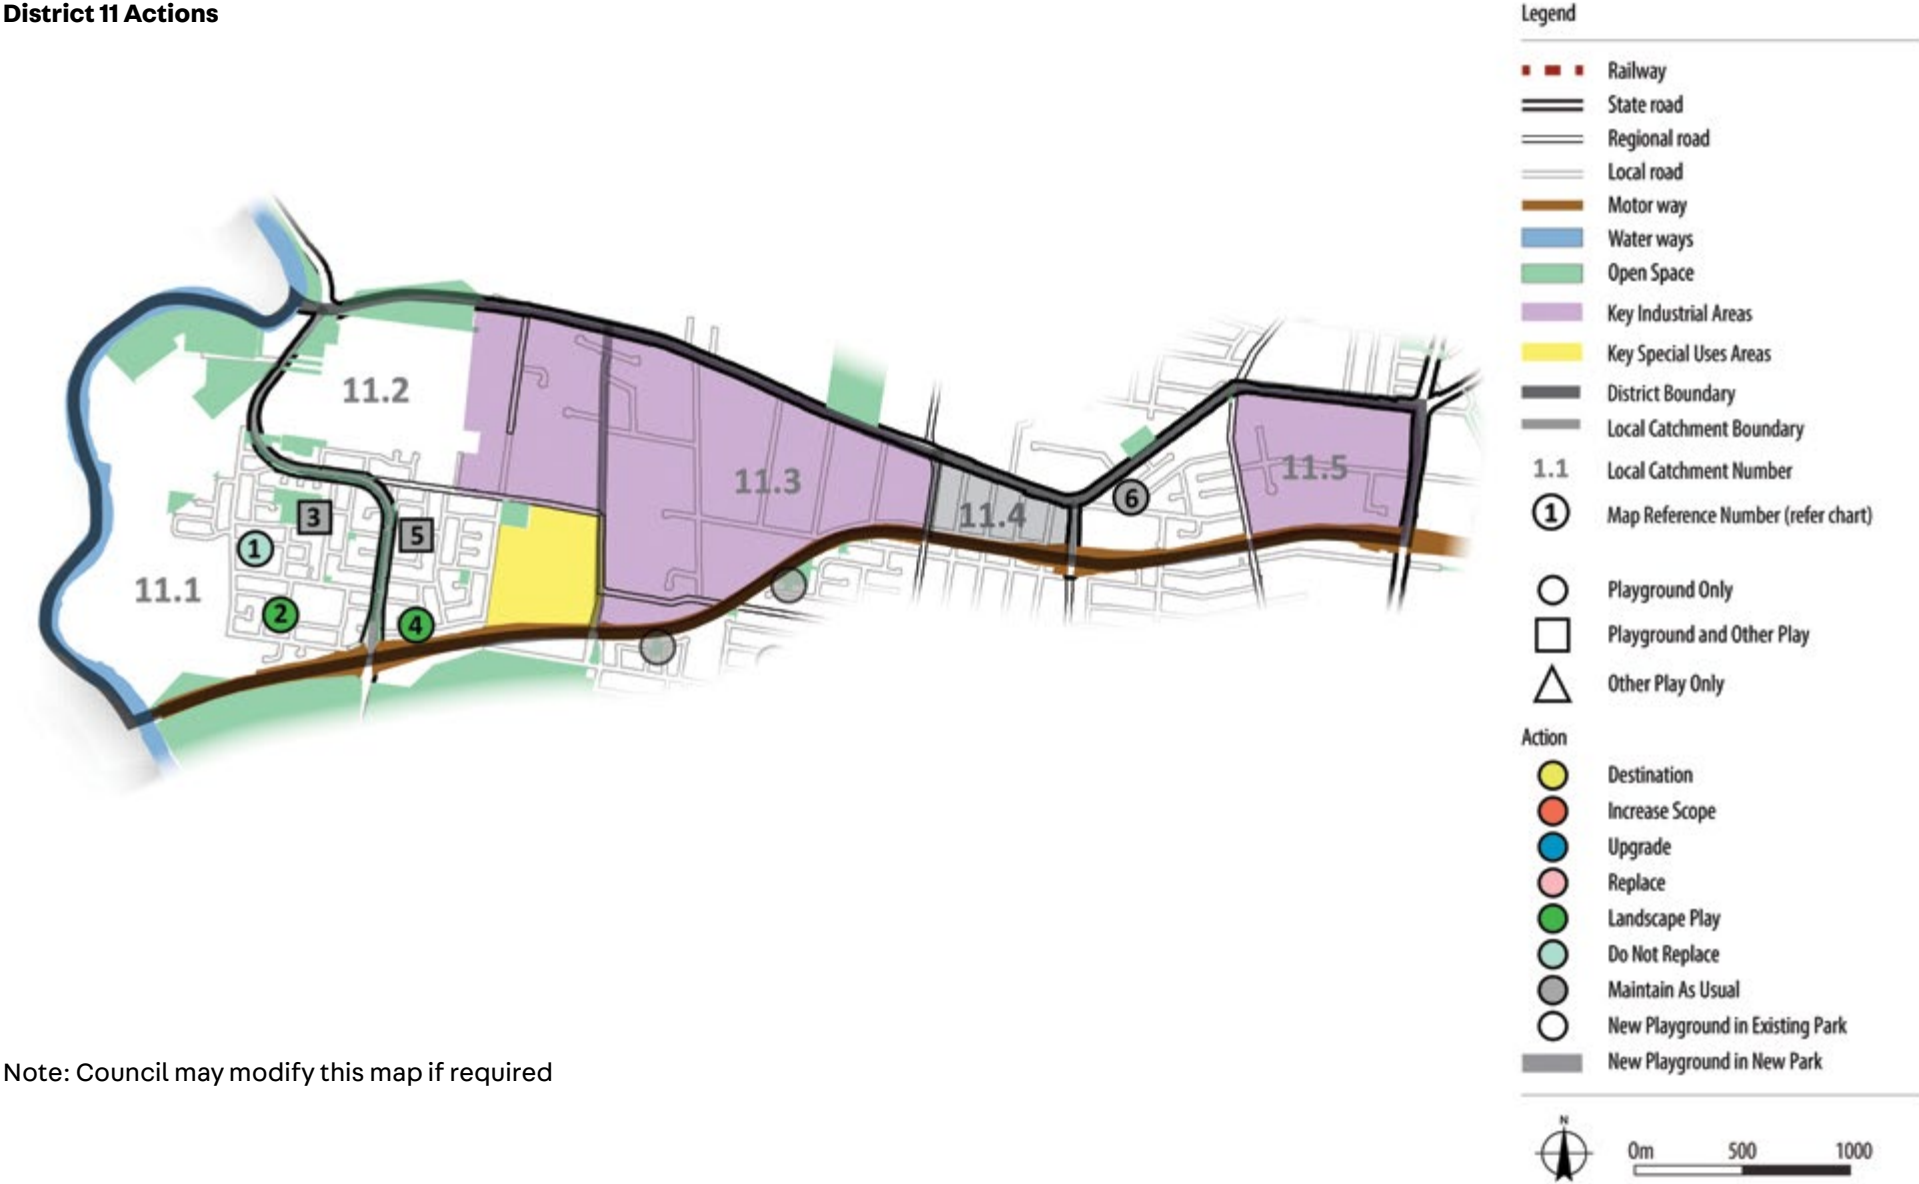 District 11 Actions
11.2
11.3
11.5
11.4
6
3
5
1
11.1
2
4
Note: Council may modify this map if required
Legend
Railway
State road
Regional road
Local road
Motor way
Water ways
Open Space
Key Industrial Areas
Key Special Uses Areas
District Boundary
Local Catchment Boundary
1.1 Local Catchment Number
1 Map Reference Number (refer chart)
Playground Only
Playground and Other Play
Other Play Only
Action
Destination
Increase Scope
Upgrade
Replace
Landscape Play
Do Not Replace
Maintain As Usual
New Playground in Existing Park
New Playground in New Park
N
0m 500 1000